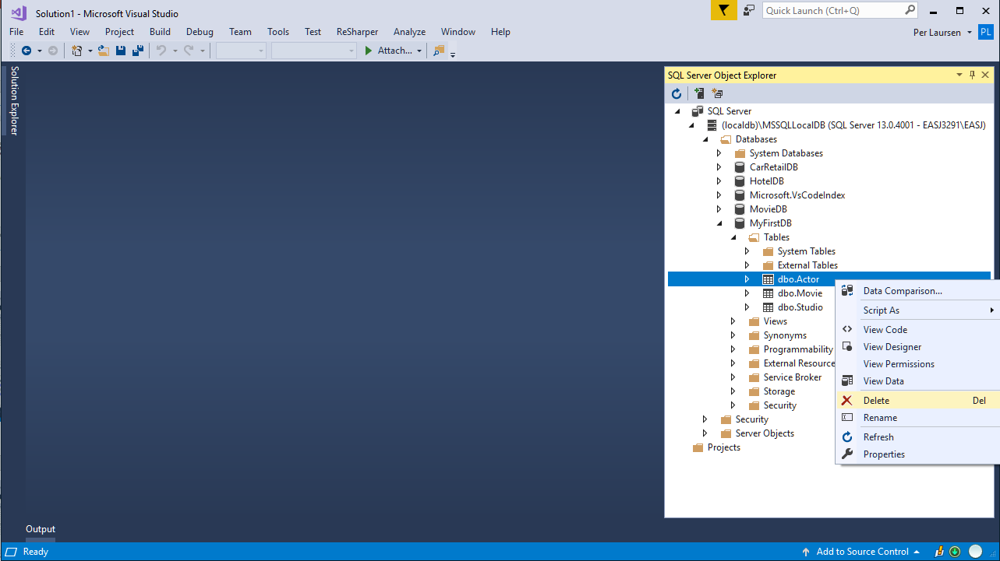 Solution1 - Microsoft Visual Studio
Quick Launch (Ctrl+Q)
File Edit View Project Build Debug Team Tools Test ReSharper Analyze Window Help
Per Laursen PL
Attach...
Solution Explorer
SQL Server Object Explorer
SQL Server
(localdb)\MSSQLLocalDB (SQL Server 13.0.4001 - EASJ3291\EASJ)
Databases
System Databases
CarRetailDB
HotelDB
Microsoft.VsCodeIndex
MovieDB
MyFirstDB
Tables
System Tables
External Tables
dbo.Actor
dbo.Movie
dbo.Studio
Views
Synonyms
Programmability
External Resource
Service Broker
Storage
Security
Security
Server Objects
Projects
Data Comparison...
Script As
View Code
View Designer
View Permissions
View Data
Delete Del
Rename
Refresh
Properties
Output
Ready
Add to Source Control